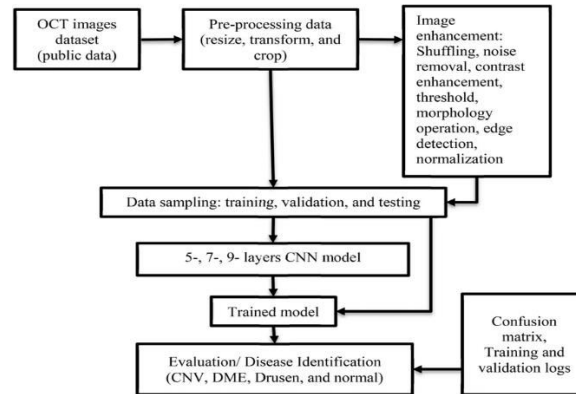 OCT images
dataset
(public data)
Pre-processing data
(resize, transform, and
crop)
Image
enhancement:
Shuffling, noise
removal, contrast
enhancement,
threshold,
morphology
operation, edge
detection,
normalization
Data sampling: training, validation, and testing
5-, 7-, 9- layers CNN model
Trained model
Evaluation/ Disease Identification
(CNV, DME, Drusen, and normal)
Confusion
matrix,
Training and
validation logs